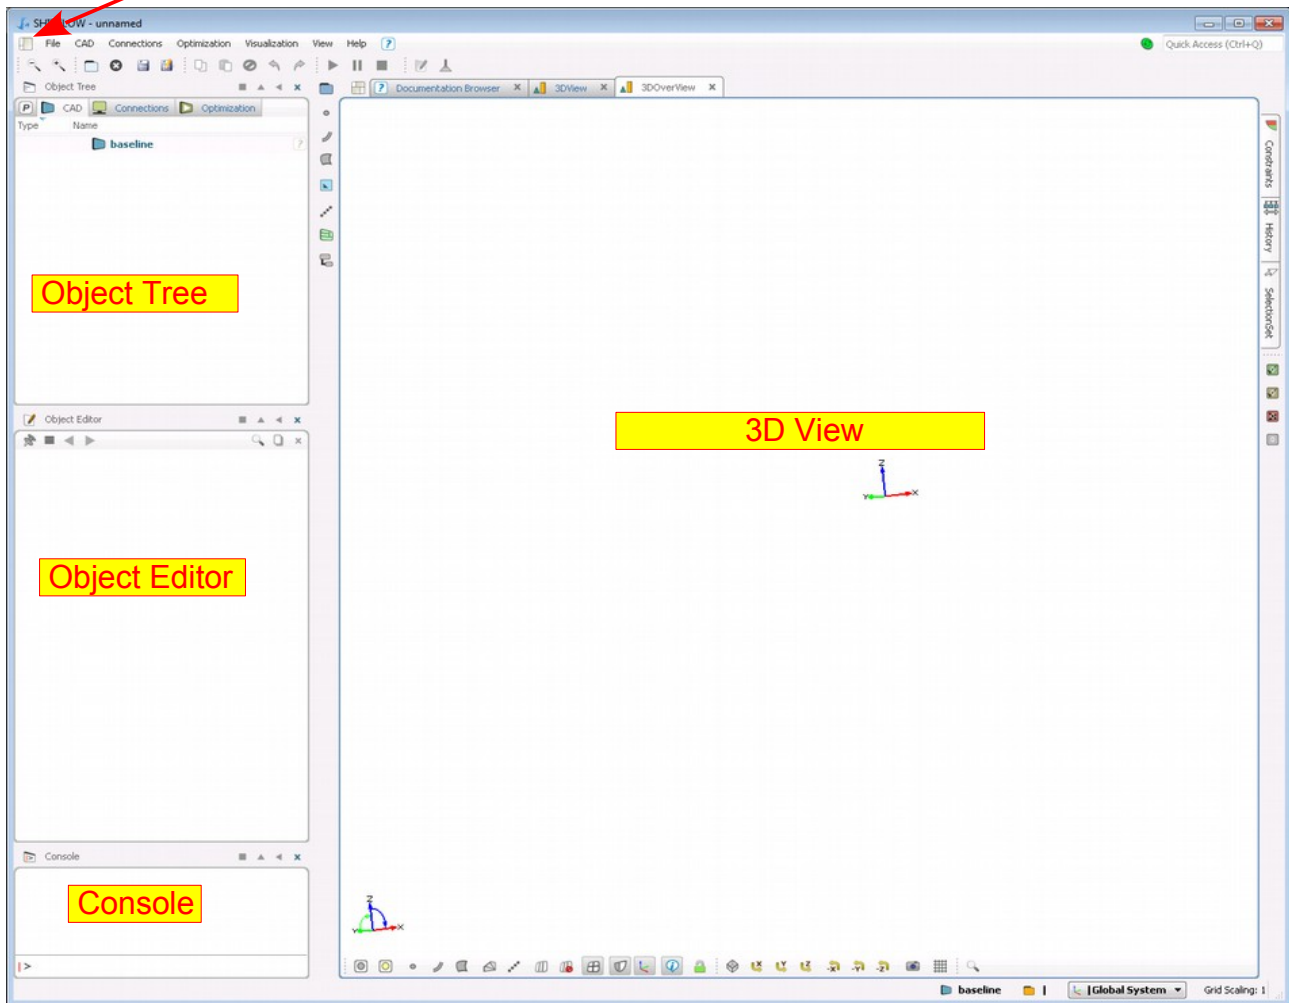 SHIPFLOW - unnamed
File CAD Connections Optimization Visualization View Help ? Quick Access (Ctrl+Q)
Object Tree
? Documentation Browser 3DView 3DOverView
P CAD Connections Optimization
Type Name
baseline ?
Constraints
History
SelectionSet
Object Tree
Object Editor
3D View
Z
Y X
Object Editor
Console
Console
Z
Y X
>
X Y Z -X -Y -Z
baseline | |Global System Grid Scaling: 1